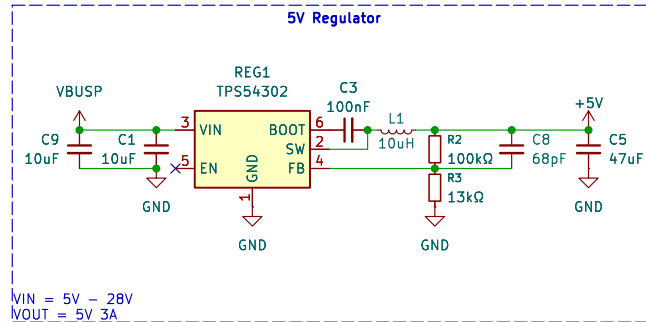 5V Regulator
REG1
TPS54302
VBUSP
C3
100nF
+5V
C9
10uF
C1
10uF
3
VIN
BOOT
6
L1
10uH
R2
100kΩ
C8
68pF
C5
47uF
SW
2
5
EN
GND
FB
4
R3
13kΩ
1
GND
GND
GND
GND
VIN = 5V - 28V
VOUT = 5V 3A